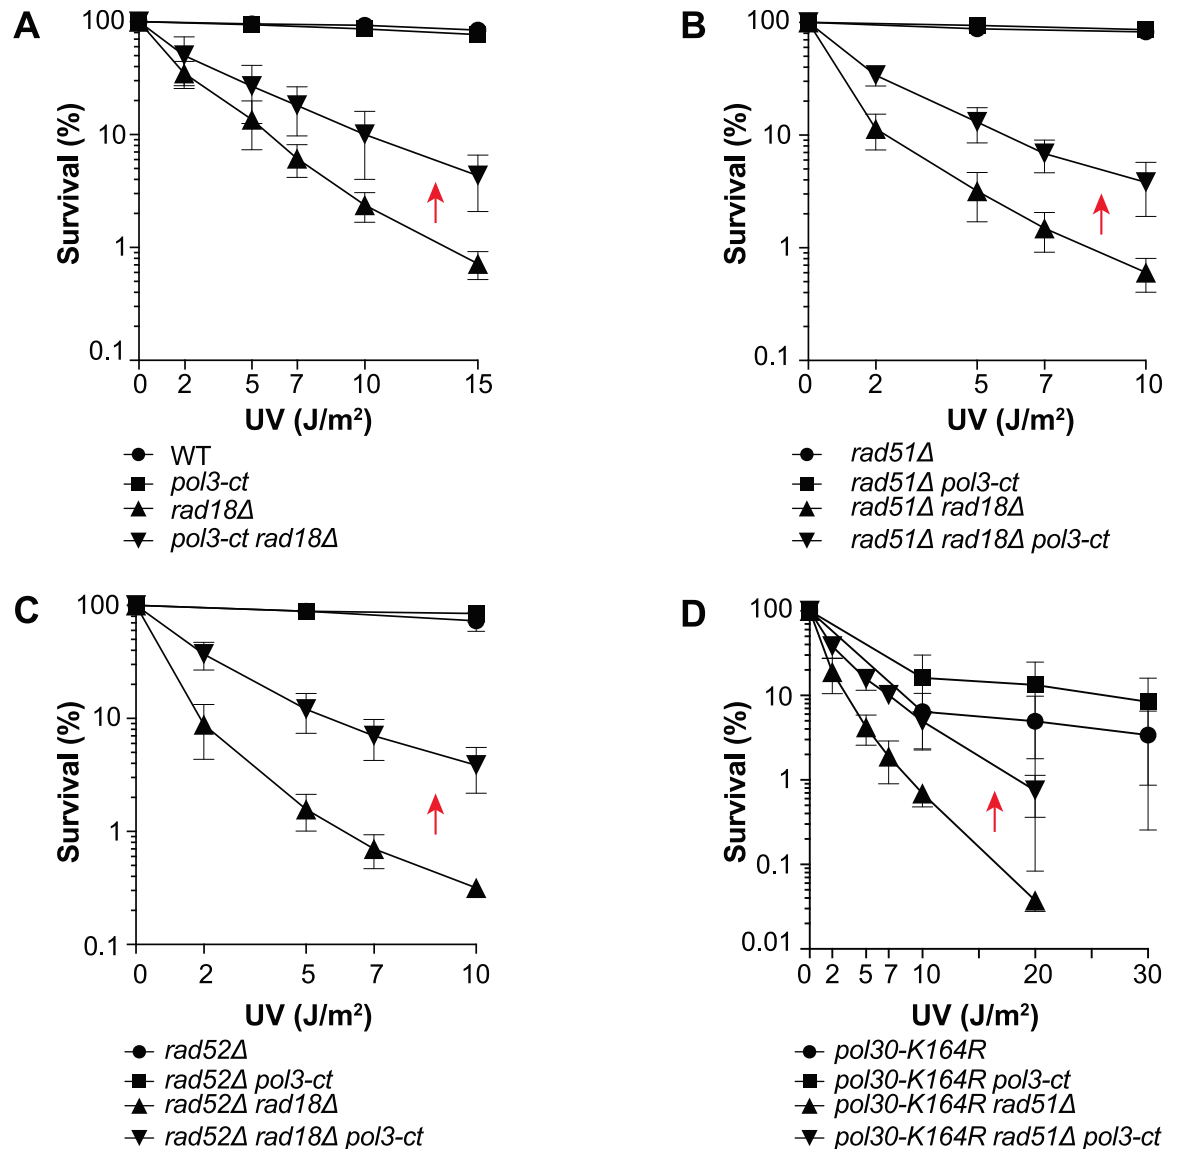 A
Survival (%)
100
10
1
0.1
0 2 5 7 10 15
UV (J/m²)
WT
pol3-ct
rad18Δ
pol3-ct rad18Δ
B
Survival (%)
100
10
1
0.1
0 2 5 7 10
UV (J/m²)
rad51Δ
rad51Δ pol3-ct
rad51Δ rad18Δ
rad51Δ rad18Δ pol3-ct
C
Survival (%)
100
10
1
0.1
0 2 5 7 10
UV (J/m²)
rad52Δ
rad52Δ pol3-ct
rad52Δ rad18Δ
rad52Δ rad18Δ pol3-ct
D
Survival (%)
100
10
1
0.1
0.01
0 2 5 7 10 20 30
UV (J/m²)
pol30-K164R
pol30-K164R pol3-ct
pol30-K164R rad51Δ
pol30-K164R rad51Δ pol3-ct